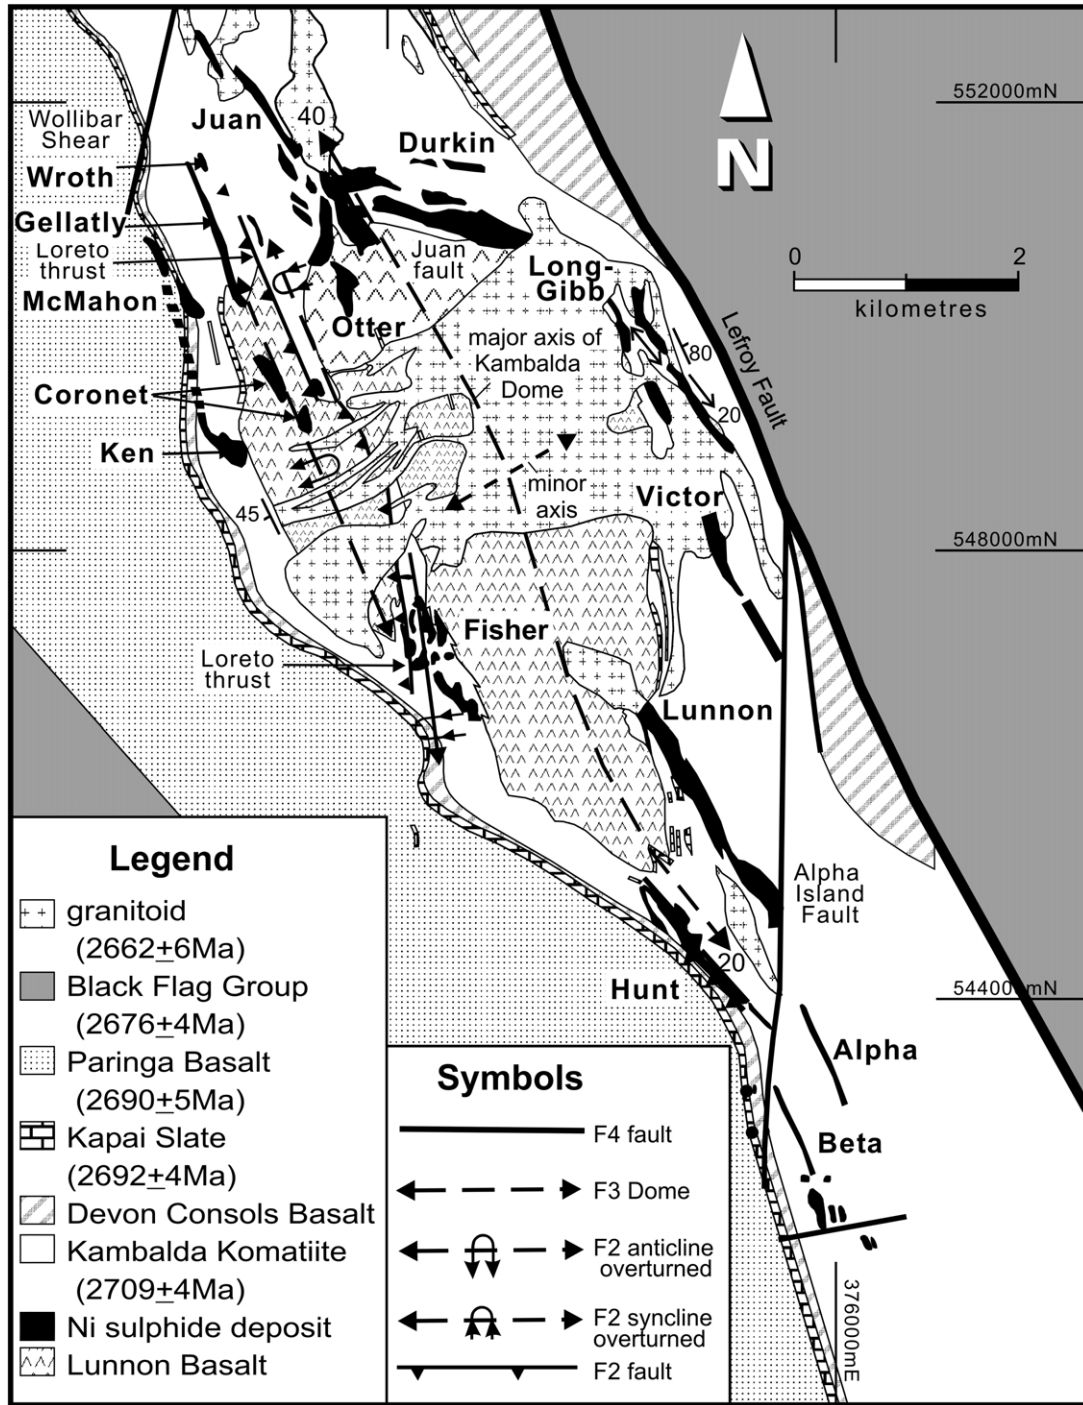 552000mN
Wollibar
Shear
Juan
40
Durkin
N
Wroth
Gellatly
Loreto
thrust
Juan
fault
Long-
Gibb
0
2
kilometres
McMahon
Otter
major axis of
Kambalda
Dome
80
Lefroy Fault
Coronet
20
Ken
minor
axis
Victor
45
548000mN
Fisher
Loreto
thrust
Lunnon
Alpha
Island
Fault
20
Hunt
544000mN
Alpha
Beta
376000mE
Legend
granitoid
(2662±6Ma)
Black Flag Group
(2676±4Ma)
Paringa Basalt
(2690±5Ma)
Kapai Slate
(2692±4Ma)
Devon Consols Basalt
Kambalda Komatiite
(2709±4Ma)
Ni sulphide deposit
Lunnon Basalt
Symbols
F4 fault
F3 Dome
F2 anticline
overturned
F2 syncline
overturned
F2 fault